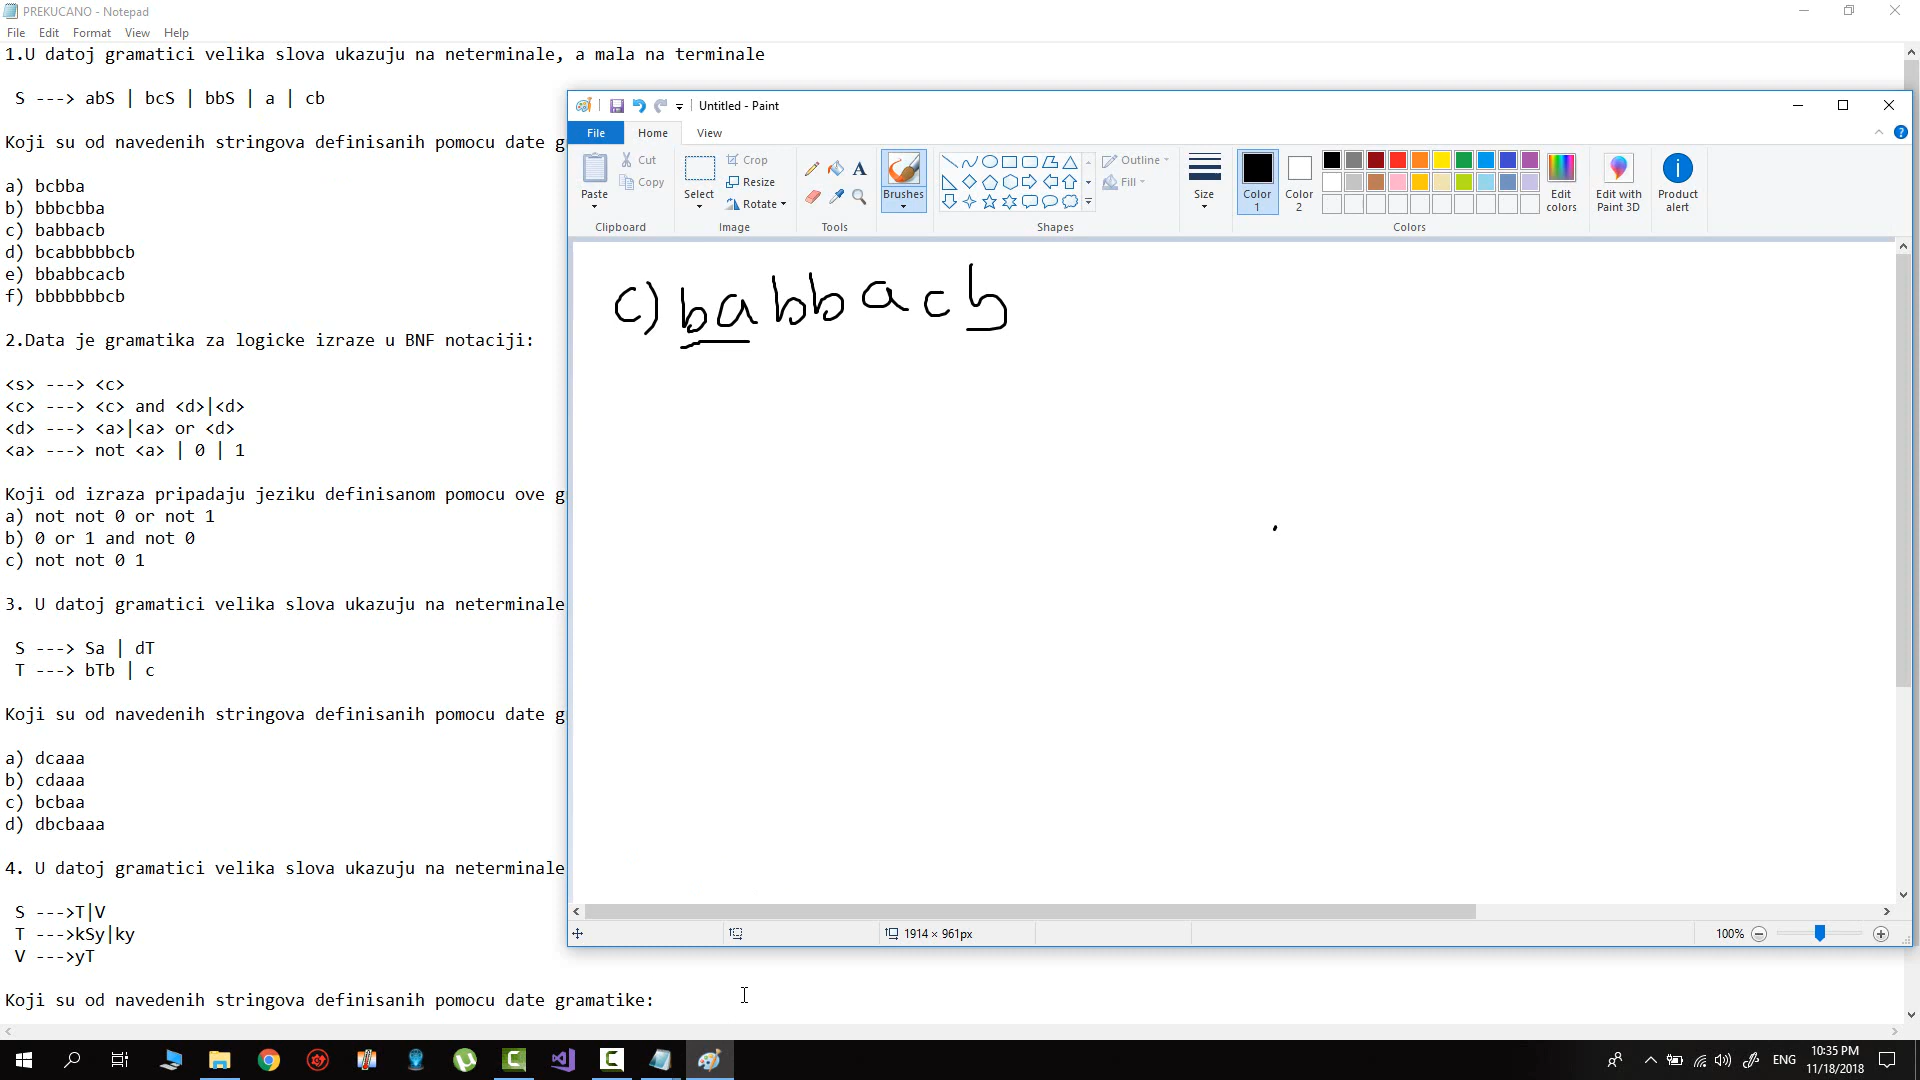 PREKUCANO - Notepad
File Edit Format View Help
1.U datoj gramatici velika slova ukazuju na neterminale, a mala na terminale
S ---> abS | bcS | bbS | a | cb
Koji su od navedenih stringova definisanih pomocu date g
a) bcbba
b) bbbcbba
c) babbacb
d) bcabbbbbcb
e) bbabbcacb
f) bbbbbbbcb
2.Data je gramatika za logicke izraze u BNF notaciji:
<s> ---> <c>
<c> ---> <c> and <d>|<d>
<d> ---> <a>|<a> or <d>
<a> ---> not <a> | 0 | 1
Koji od izraza pripadaju jeziku definisanom pomocu ove g
a) not not 0 or not 1
b) 0 or 1 and not 0
c) not not 0 1
3. U datoj gramatici velika slova ukazuju na neterminale
S ---> Sa | dT
T ---> bTb | c
Koji su od navedenih stringova definisanih pomocu date g
a) dcaaa
b) cdaaa
c) bcbaa
d) dbcbaaa
4. U datoj gramatici velika slova ukazuju na neterminale
S --->T|V
T --->kSy|ky
V --->yT
Koji su od navedenih stringova definisanih pomocu date gramatike:
Untitled - Paint
File Home View
Paste Cut Copy Clipboard
Select Crop Resize Rotate Image
Tools
Brushes
Outline Fill Shapes
Size
Color 1 Color 2 Edit colors Colors
Edit with Paint 3D
Product alert
c) babbacb
1914 × 961px
100%
ENG
10:35 PM
11/18/2018